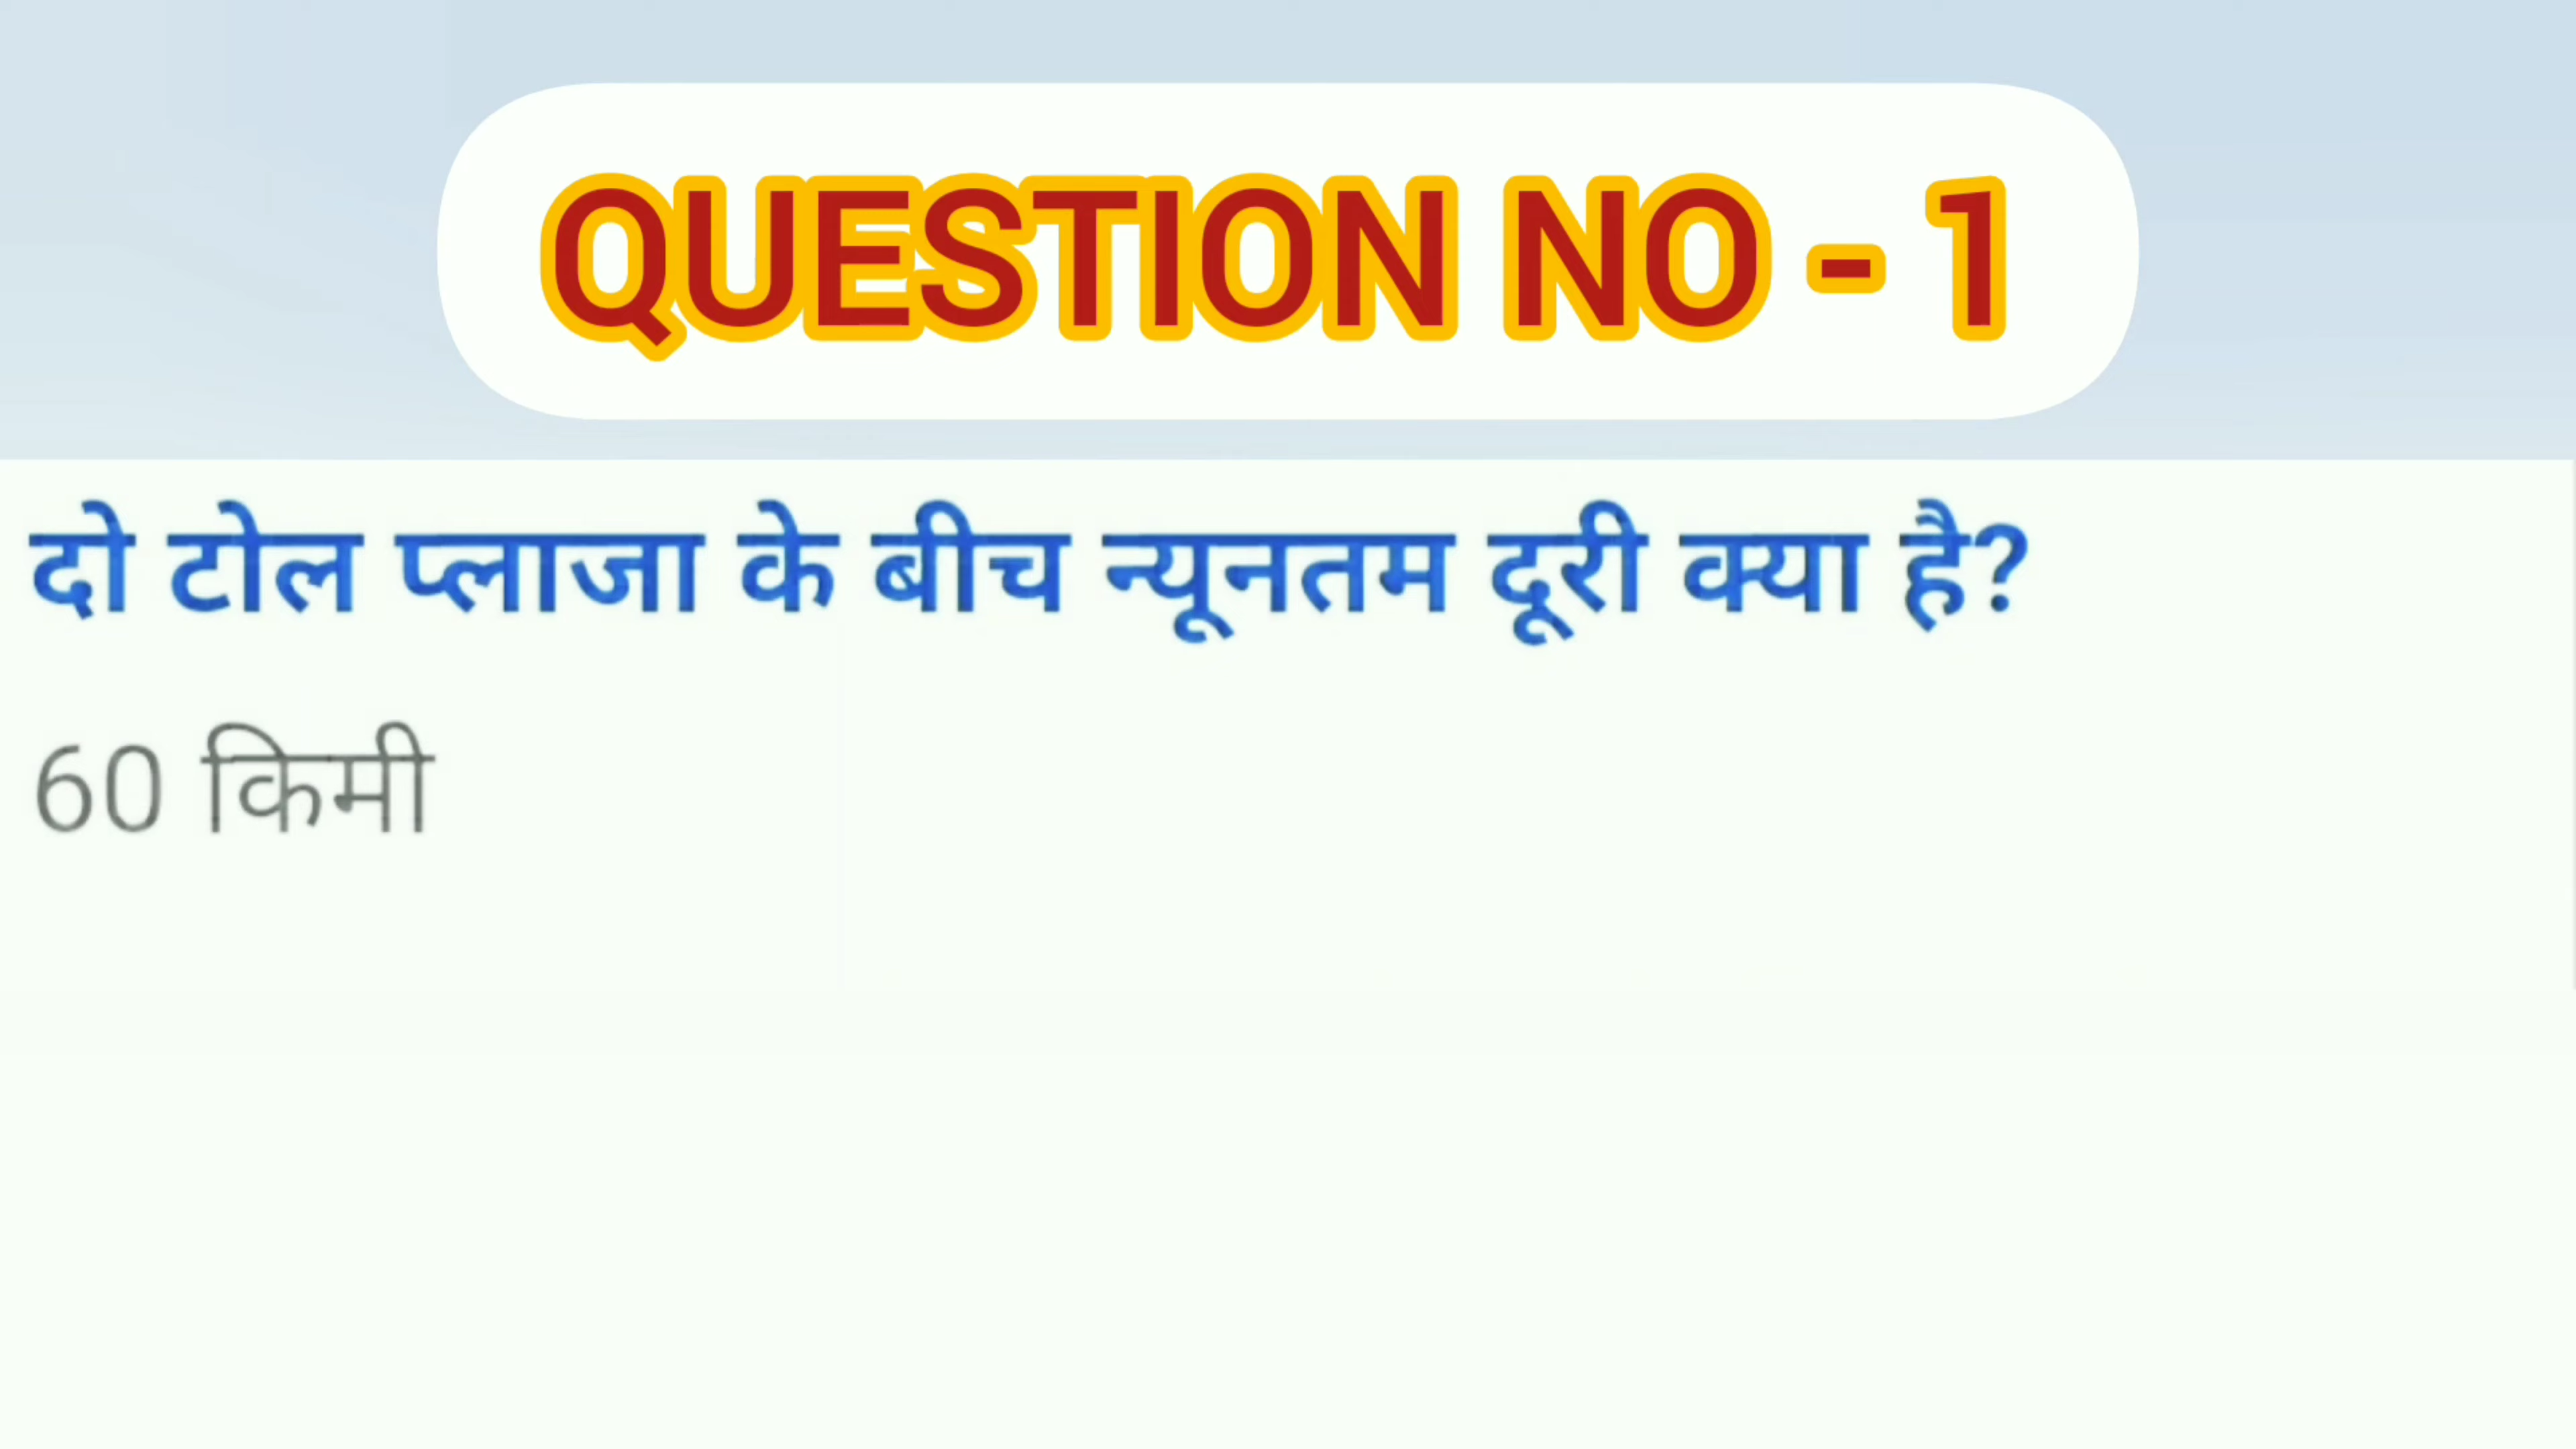 QUESTION NO - 1
दो टोल प्लाजा के बीच न्यूनतम दूरी क्या है?
60 किमी